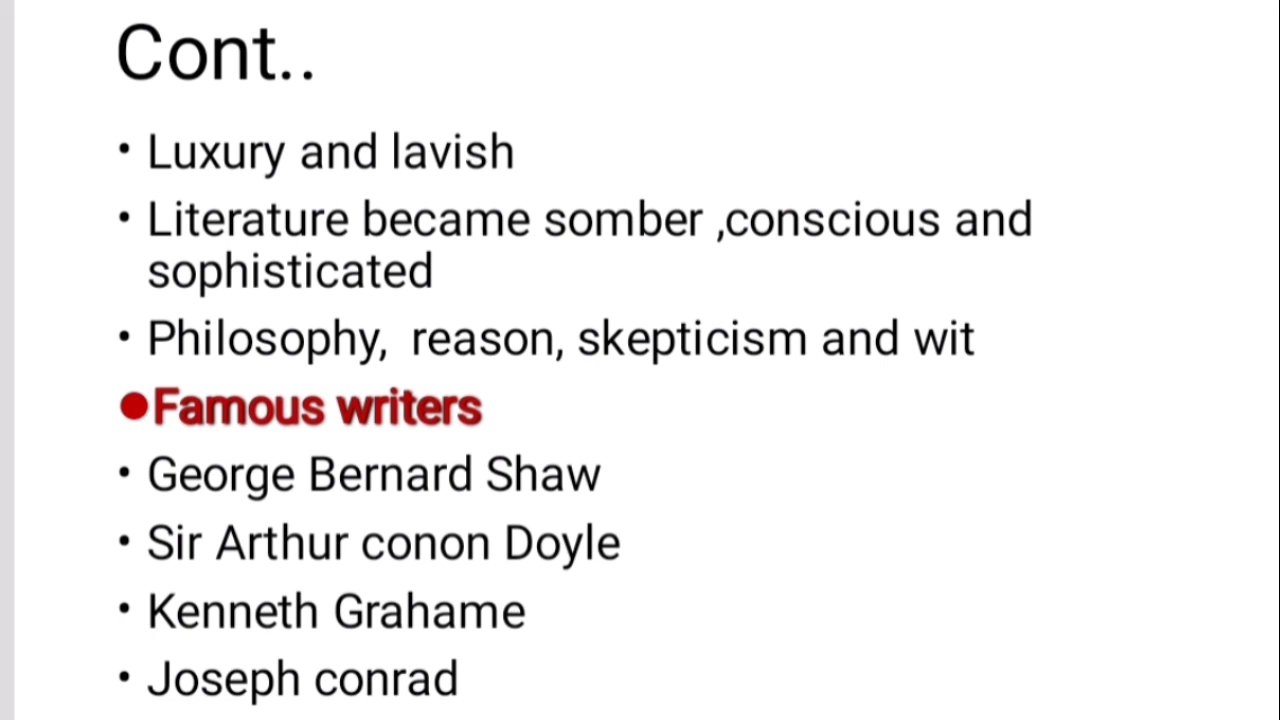 Cont..
• Luxury and lavish
• Literature became somber ,conscious and
sophisticated
• Philosophy,  reason, skepticism and wit
●Famous writers
• George Bernard Shaw
• Sir Arthur conon Doyle
• Kenneth Grahame
• Joseph conrad